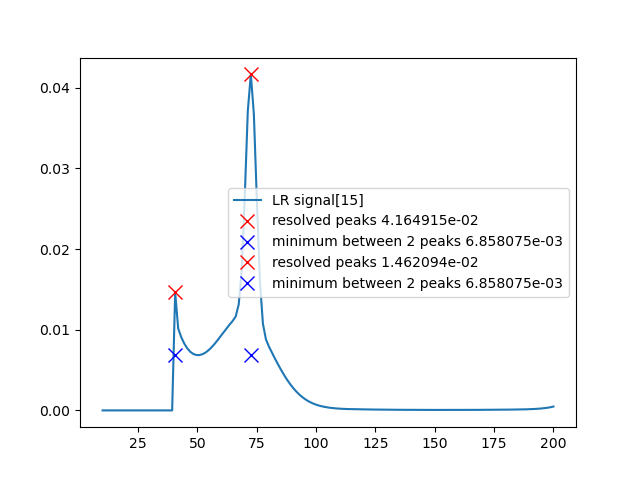 0.04
0.03
0.02
0.01
0.00
LR signal[15]
resolved peaks 4.164915e-02
minimum between 2 peaks 6.858075e-03
resolved peaks 1.462094e-02
minimum between 2 peaks 6.858075e-03
25 50 75 100 125 150 175 200